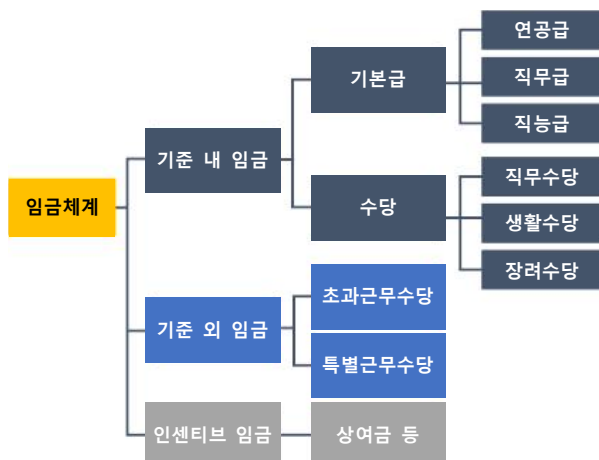 임금체계
기준 내 임금
기본급
연공급
직무급
직능급
수당
직무수당
생활수당
장려수당
기준 외 임금
초과근무수당
특별근무수당
인센티브 임금
상여금 등